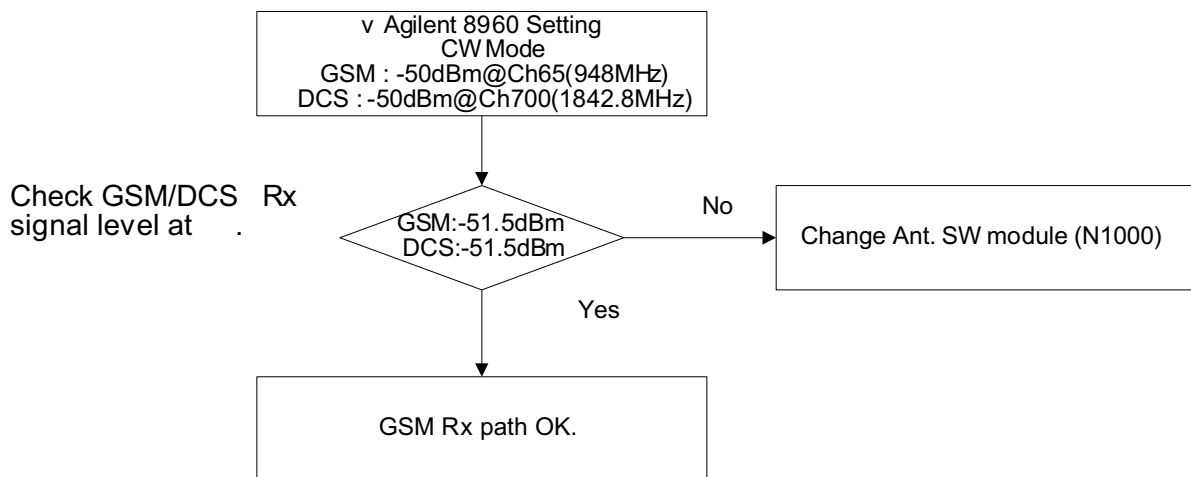 v Agilent 8960 Setting
CW Mode
GSM : -50dBm@Ch65(948MHz)
DCS : -50dBm@Ch700(1842.8MHz)
Check GSM/DCS Rx
signal level at .
GSM:-51.5dBm
DCS:-51.5dBm
No
Change Ant. SW module (N1000)
Yes
GSM Rx path OK.